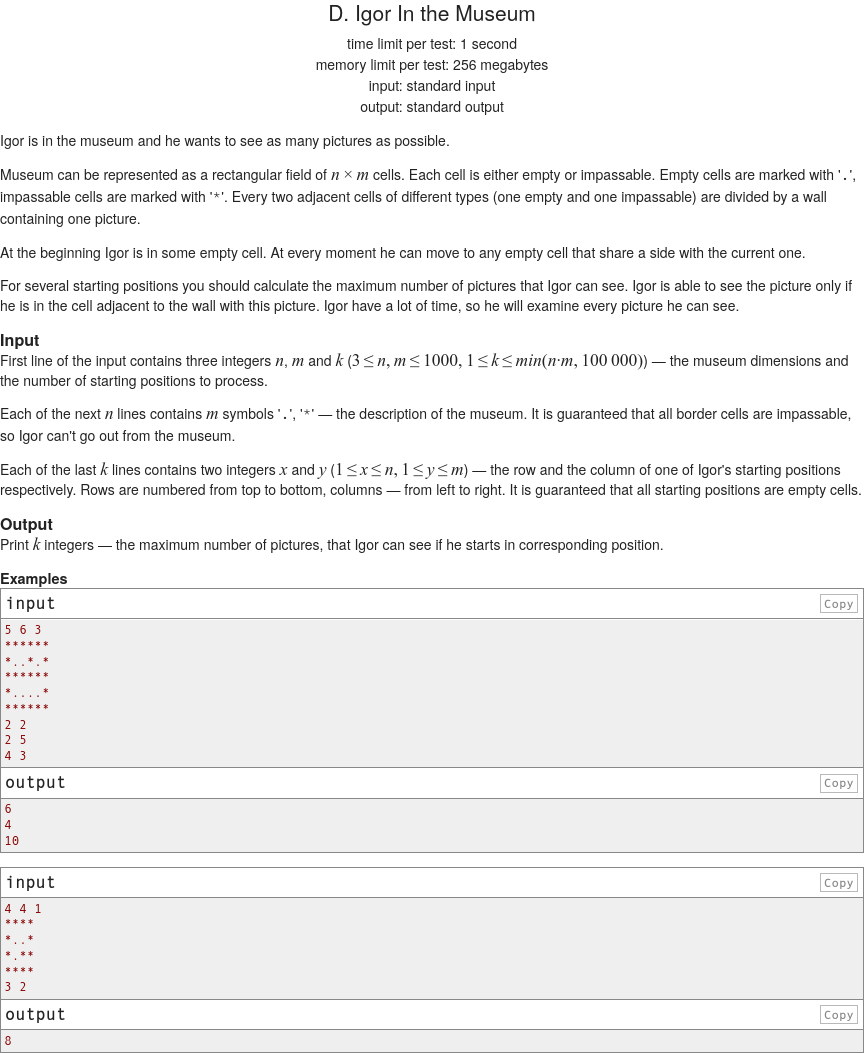 D. Igor In the Museum
time limit per test: 1 second
memory limit per test: 256 megabytes
input: standard input
output: standard output
Igor is in the museum and he wants to see as many pictures as possible.
Museum can be represented as a rectangular field of n × m cells. Each cell is either empty or impassable. Empty cells are marked with '.',
impassable cells are marked with '*'. Every two adjacent cells of different types (one empty and one impassable) are divided by a wall
containing one picture.
At the beginning Igor is in some empty cell. At every moment he can move to any empty cell that share a side with the current one.
For several starting positions you should calculate the maximum number of pictures that Igor can see. Igor is able to see the picture only if
he is in the cell adjacent to the wall with this picture. Igor have a lot of time, so he will examine every picture he can see.
Input
First line of the input contains three integers n, m and k (3 ≤ n, m ≤ 1000, 1 ≤ k ≤ min(n·m, 100 000)) — the museum dimensions and
the number of starting positions to process.
Each of the next n lines contains m symbols '.', '*' — the description of the museum. It is guaranteed that all border cells are impassable,
so Igor can't go out from the museum.
Each of the last k lines contains two integers x and y (1 ≤ x ≤ n, 1 ≤ y ≤ m) — the row and the column of one of Igor's starting positions
respectively. Rows are numbered from top to bottom, columns — from left to right. It is guaranteed that all starting positions are empty cells.
Output
Print k integers — the maximum number of pictures, that Igor can see if he starts in corresponding position.
Examples
input Copy
5 6 3
******
*..*.*
******
*....*
******
2 2
2 5
4 3
output Copy
6
4
10
input Copy
4 4 1
****
*..*
*.**
****
3 2
output Copy
8